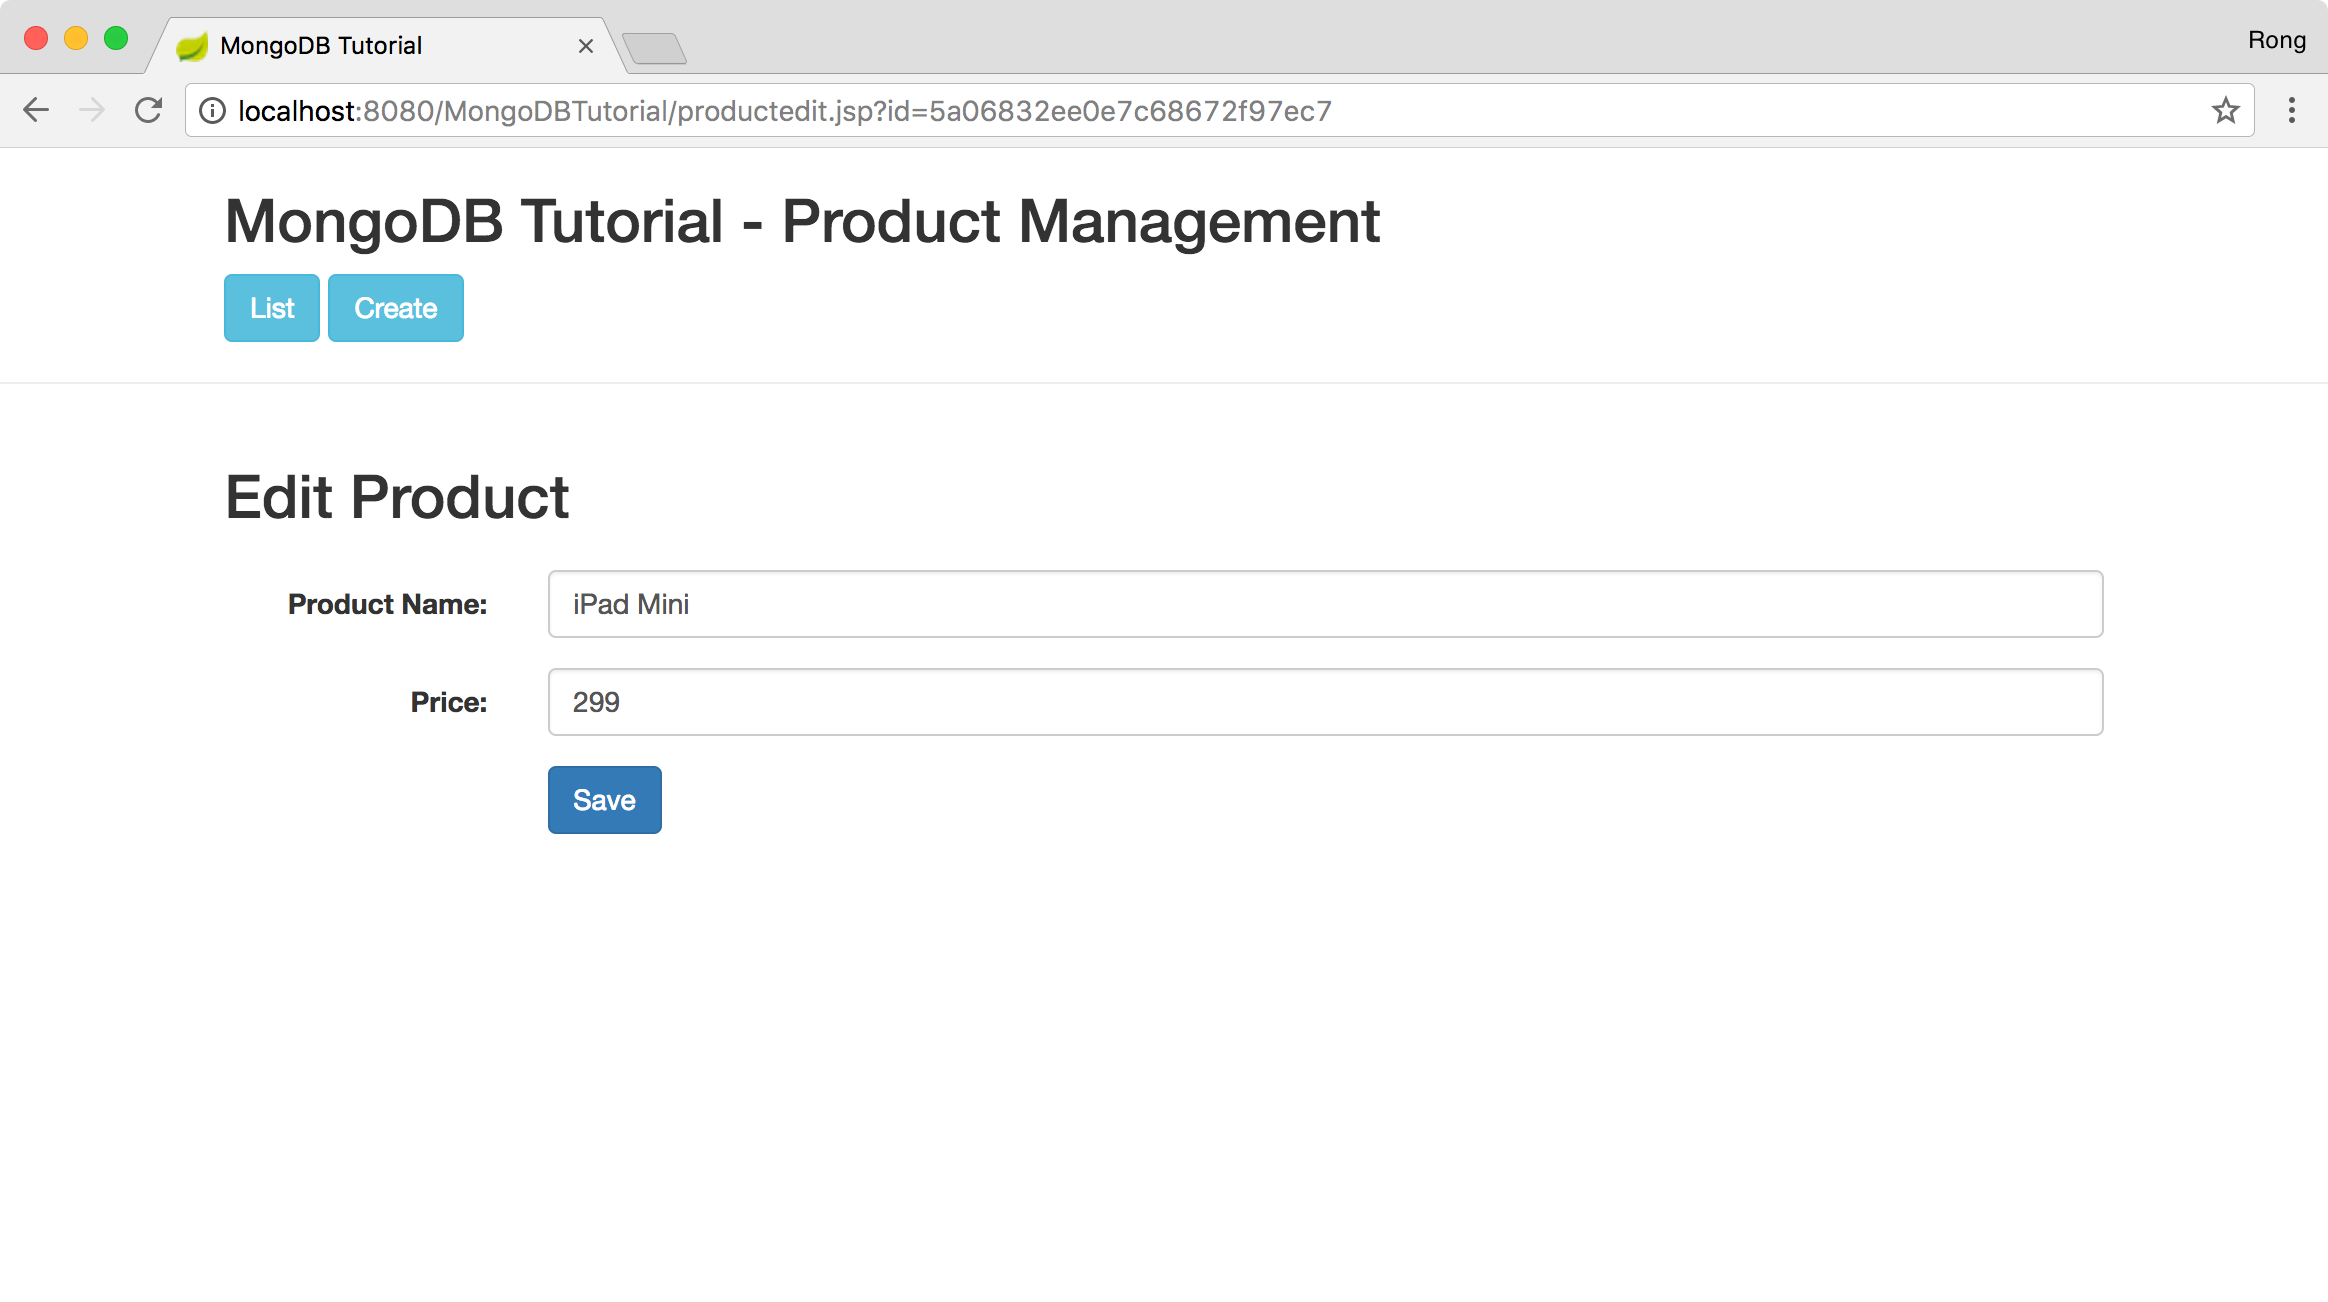 MongoDB Tutorial
Rong
localhost:8080/MongoDBTutorial/productedit.jsp?id=5a06832ee0e7c68672f97ec7
MongoDB Tutorial - Product Management
List Create
Edit Product
Product Name: iPad Mini
Price: 299
Save